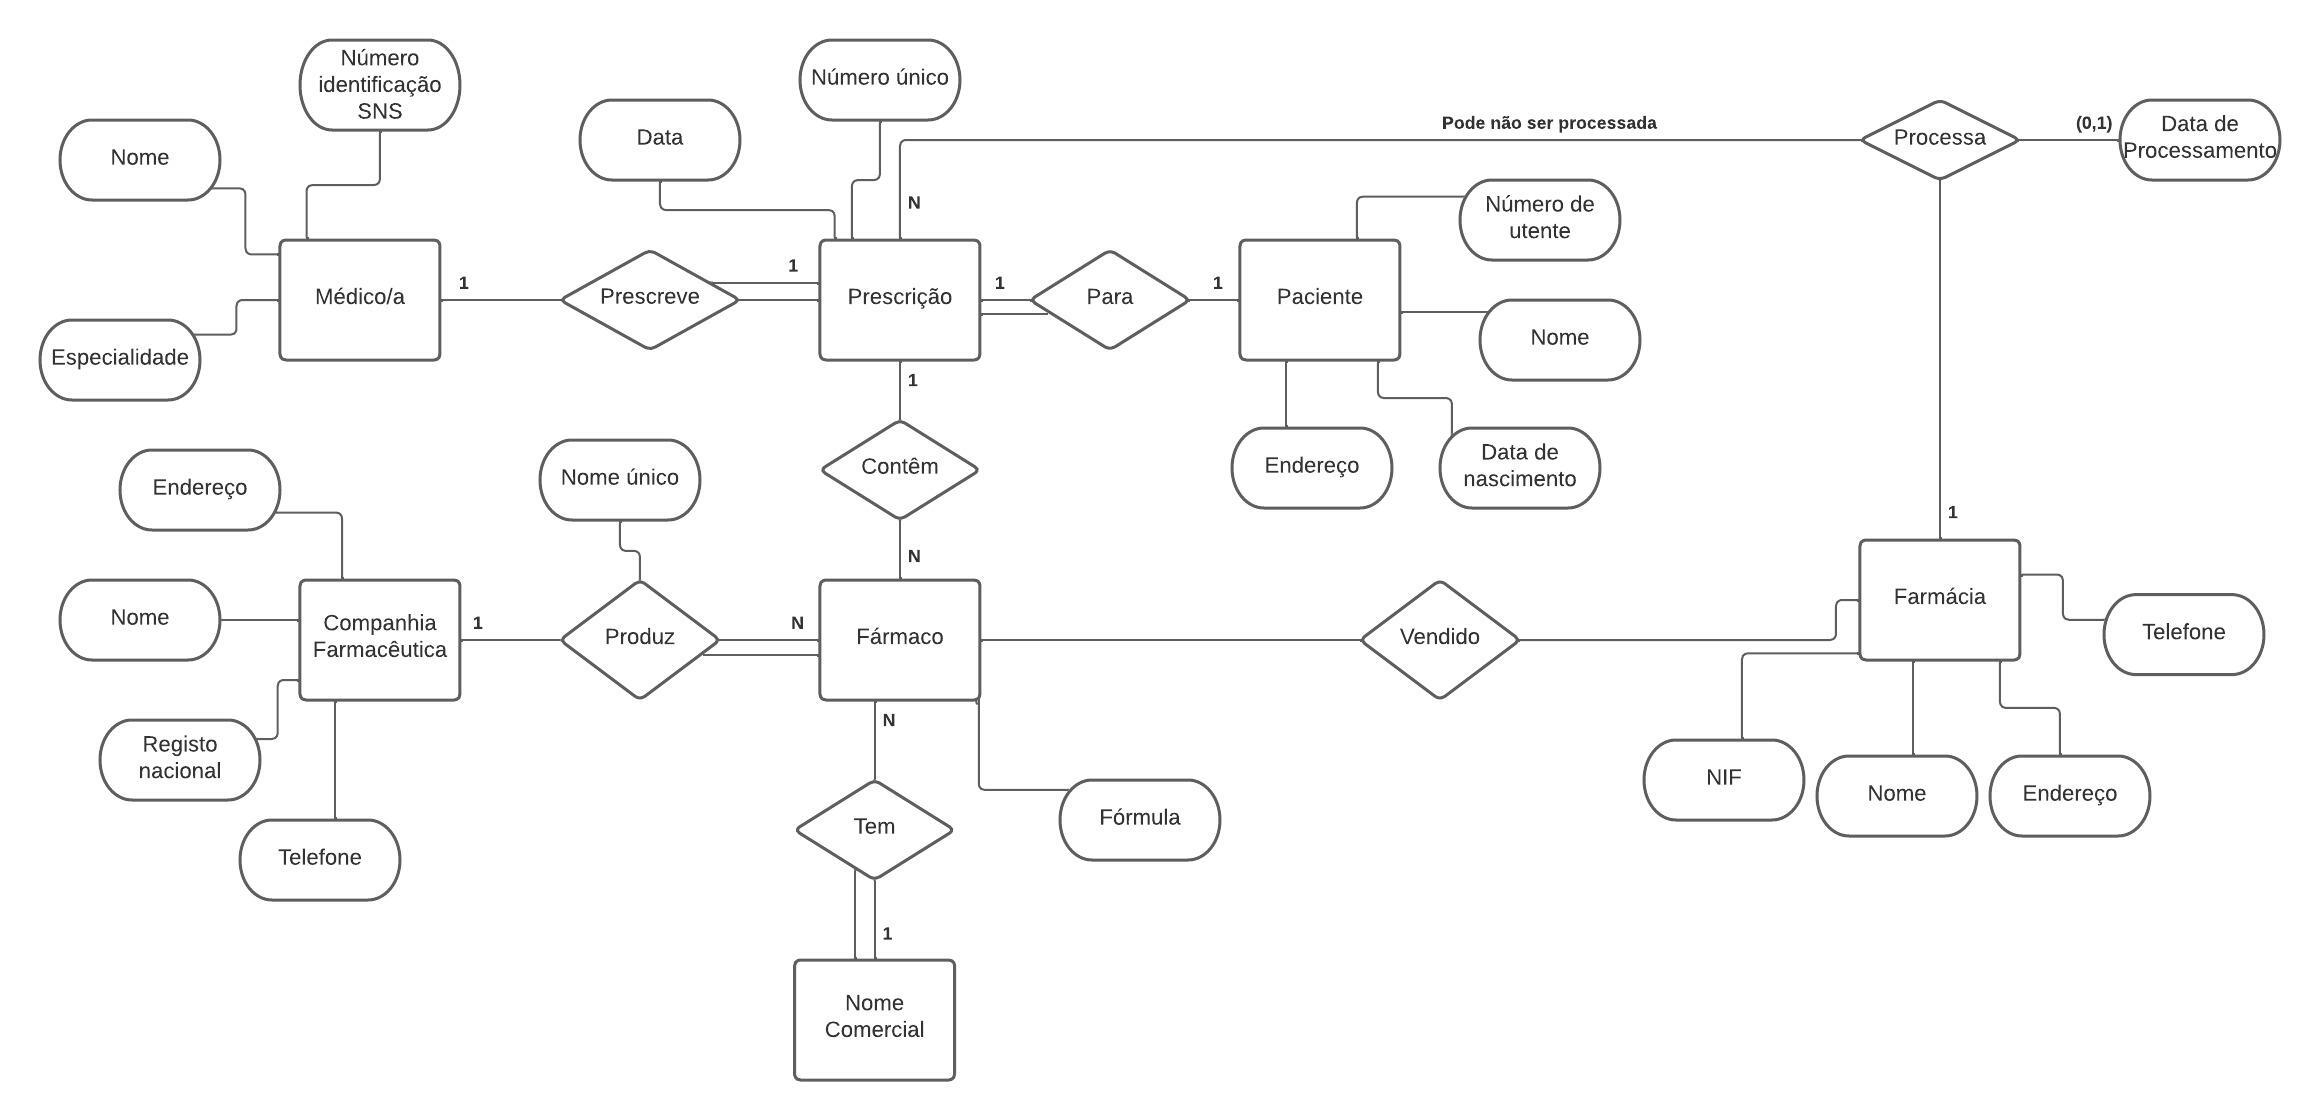 Número
identificação
SNS
Número único
Data
Nome
Pode não ser processada
Processa
(0,1)
Data de
Processamento
N
Número de
utente
Médico/a
1
Prescreve
1
Prescrição
1
Para
1
Paciente
Nome
Especialidade
1
Contêm
Endereço
Data de
nascimento
Endereço
Nome único
N
1
Nome
Companhia
Farmacêutica
1
Produz
N
Fármaco
Vendido
Farmácia
Telefone
Registo
nacional
N
NIF
Nome
Endereço
Telefone
Tem
Fórmula
1
Nome
Comercial